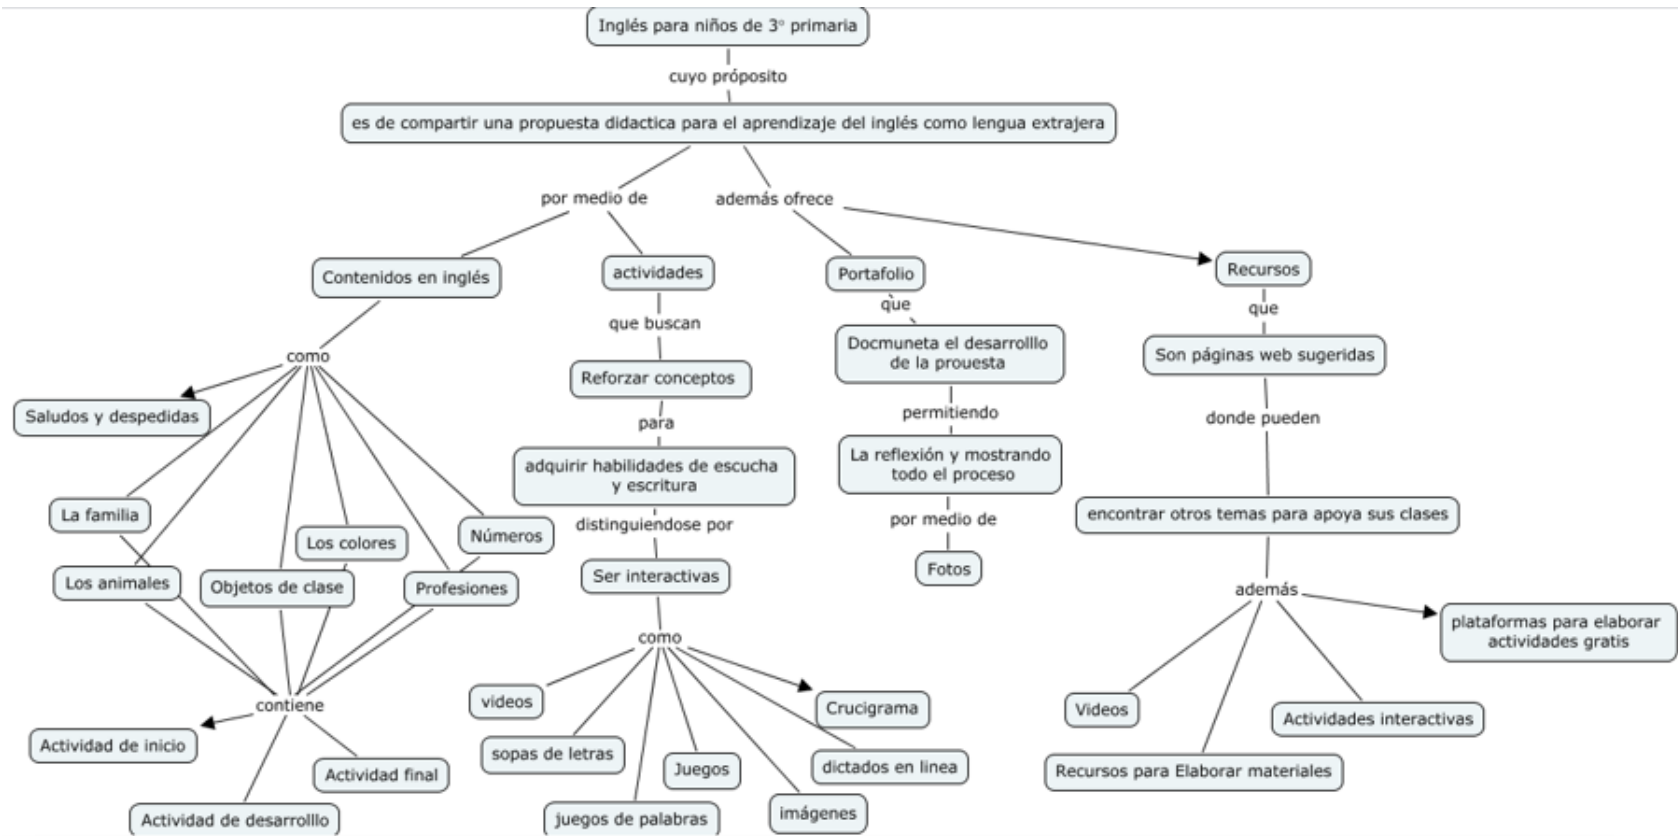 Inglés para niños de 3° primaria
cuyo próposito
es de compartir una propuesta didactica para el aprendizaje del inglés como lengua extrajera
por medio de
además ofrece
Contenidos en inglés
actividades
Portafolio
Recursos
como
que buscan
que
que
Saludos y despedidas
Reforzar conceptos
Docmuneta el desarrolllo
de la prouesta
Son páginas web sugeridas
para
permitiendo
donde pueden
La familia
Los animales
Objetos de clase
Los colores
Profesiones
Números
adquirir habilidades de escucha
y escritura
La reflexión y mostrando
todo el proceso
encontrar otros temas para apoya sus clases
distinguiendose por
por medio de
además
Ser interactivas
Fotos
contiene
como
plataformas para elaborar
actividades gratis
Actividad de inicio
Actividad de desarrolllo
Actividad final
videos
sopas de letras
juegos de palabras
Juegos
imágenes
dictados en linea
Crucigrama
Videos
Recursos para Elaborar materiales
Actividades interactivas